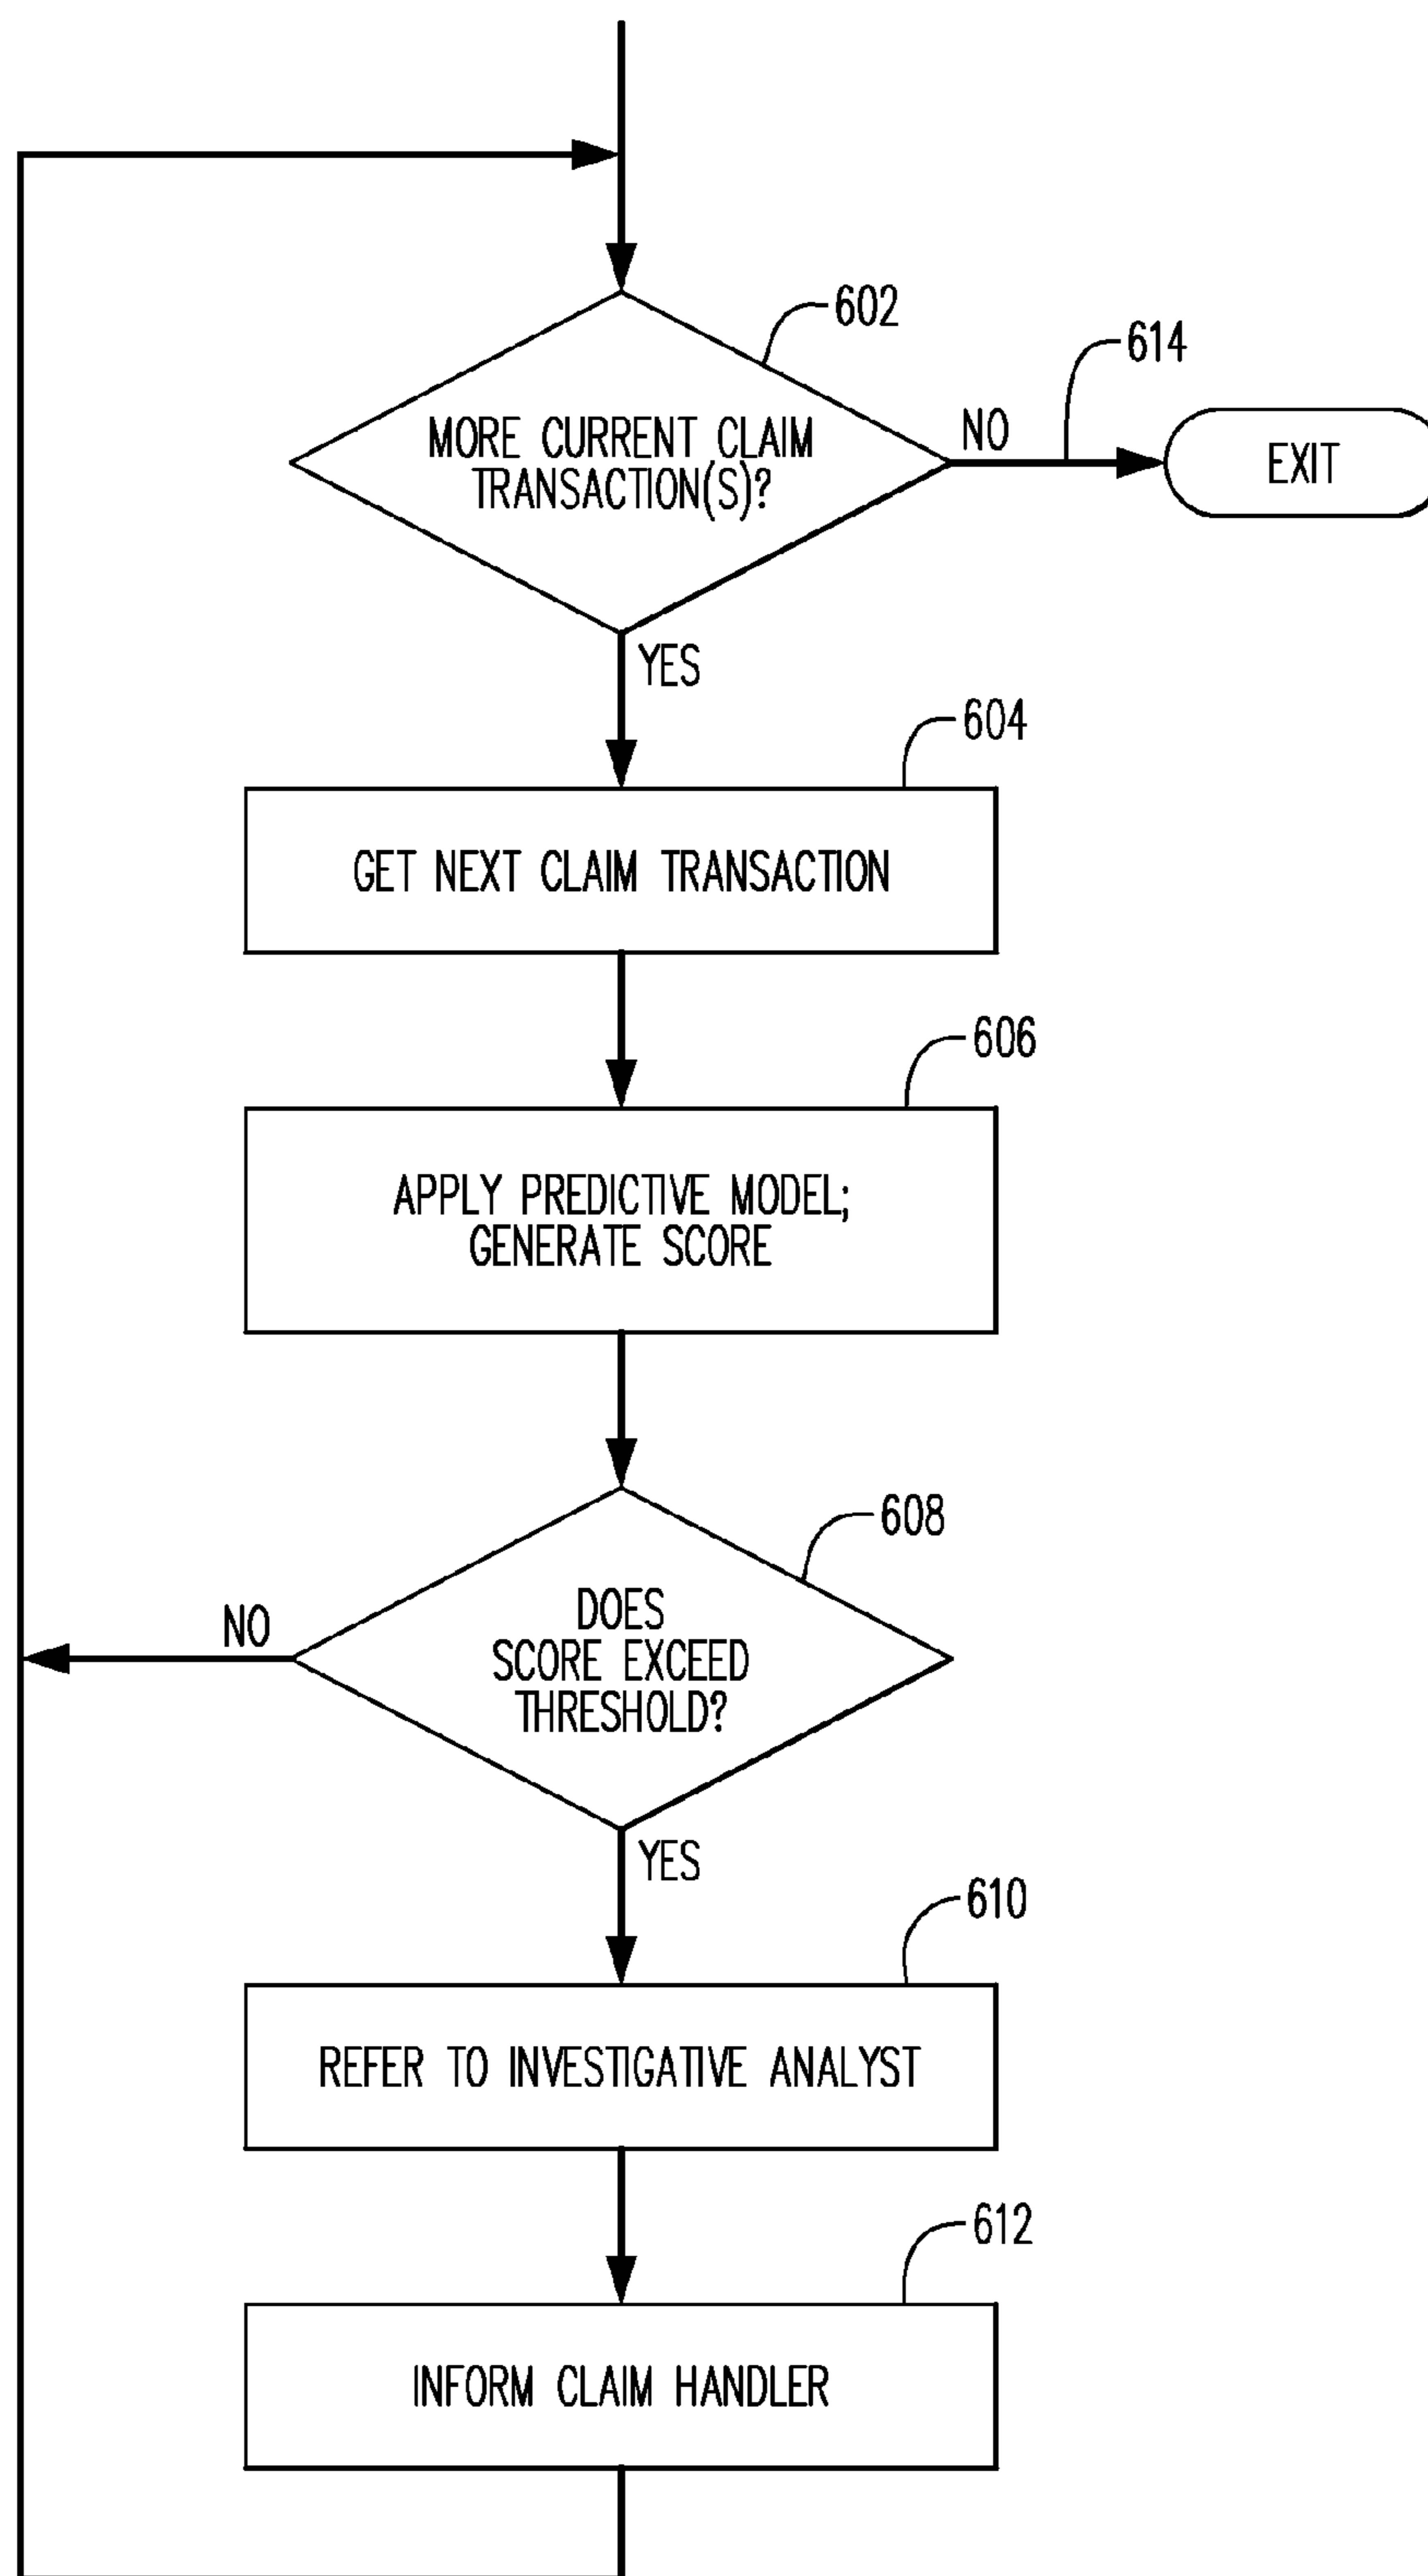 602
614
MORE CURRENT CLAIM
TRANSACTION(S)?
NO
EXIT
YES
604
GET NEXT CLAIM TRANSACTION
606
APPLY PREDICTIVE MODEL;
GENERATE SCORE
608
DOES
SCORE EXCEED
THRESHOLD?
NO
YES
610
REFER TO INVESTIGATIVE ANALYST
612
INFORM CLAIM HANDLER